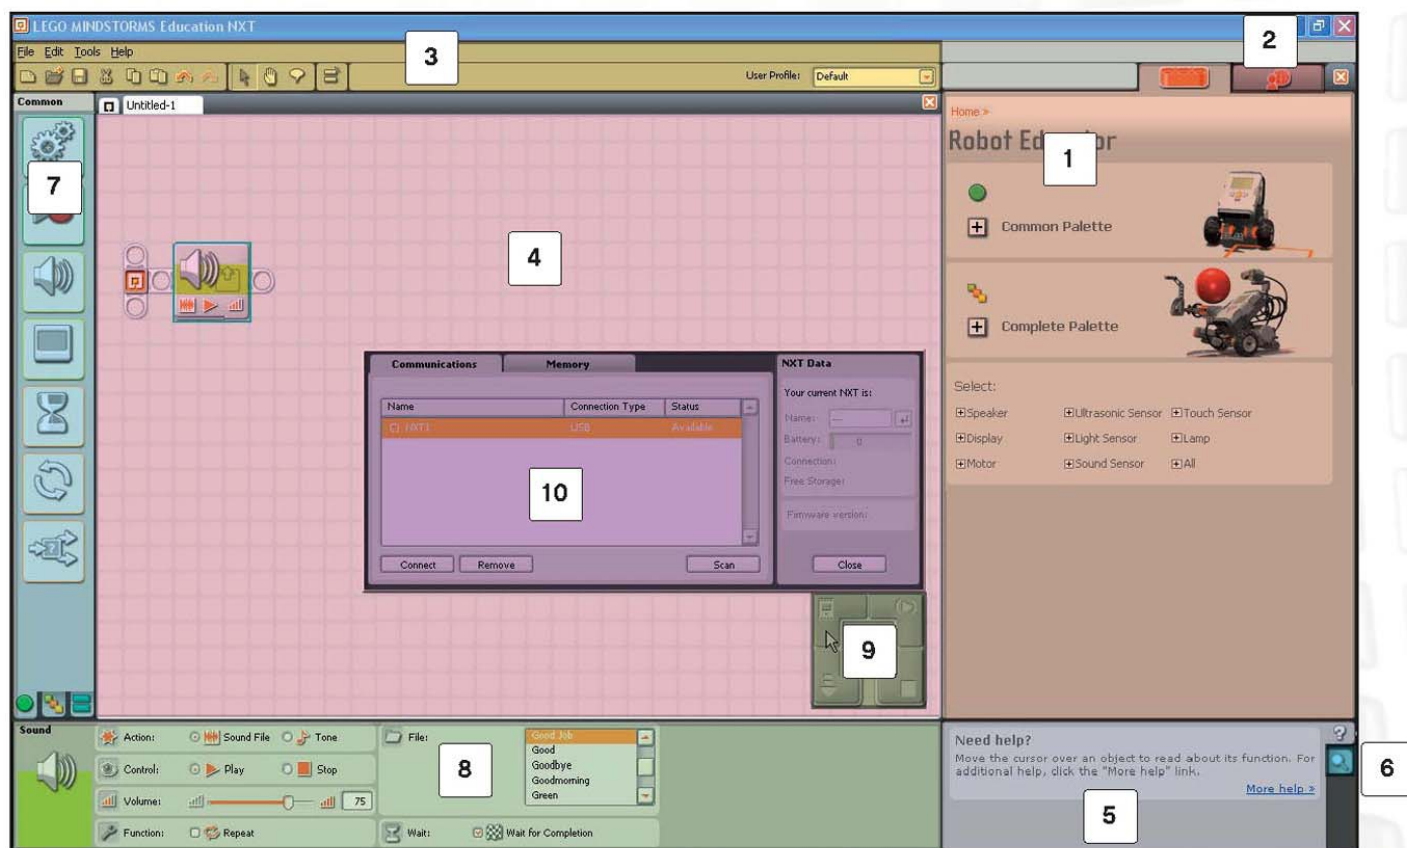 LEGO MINDSTORMS Education NXT
2
File Edit Tools Help
3
User Profile: Default
Common
Untitled-1
7
4
Home >
Robot Ed or
1
Common Palette
Complete Palette
Select:
Speaker Ultrasonic Sensor Touch Sensor
Display Light Sensor Lamp
Motor Sound Sensor All
Communications Memory NXT Data
Your current NXT is:
Name Connection Type Status
Name: ---
NXT1 USB Available
Battery: 0
Connection:
Free Storage:
10
Firmware version:
Connect Remove Scan Close
9
Sound
Action: Sound File Tone
Control: Play Stop
Volume: 75
Function: Repeat
File:
Good Job
Good
Goodbye
Goodmorning
Green
8
Wait: Wait for Completion
Need help?
Move the cursor over an object to read about its function. For
additional help, click the "More help" link.
More help »
5
?
6